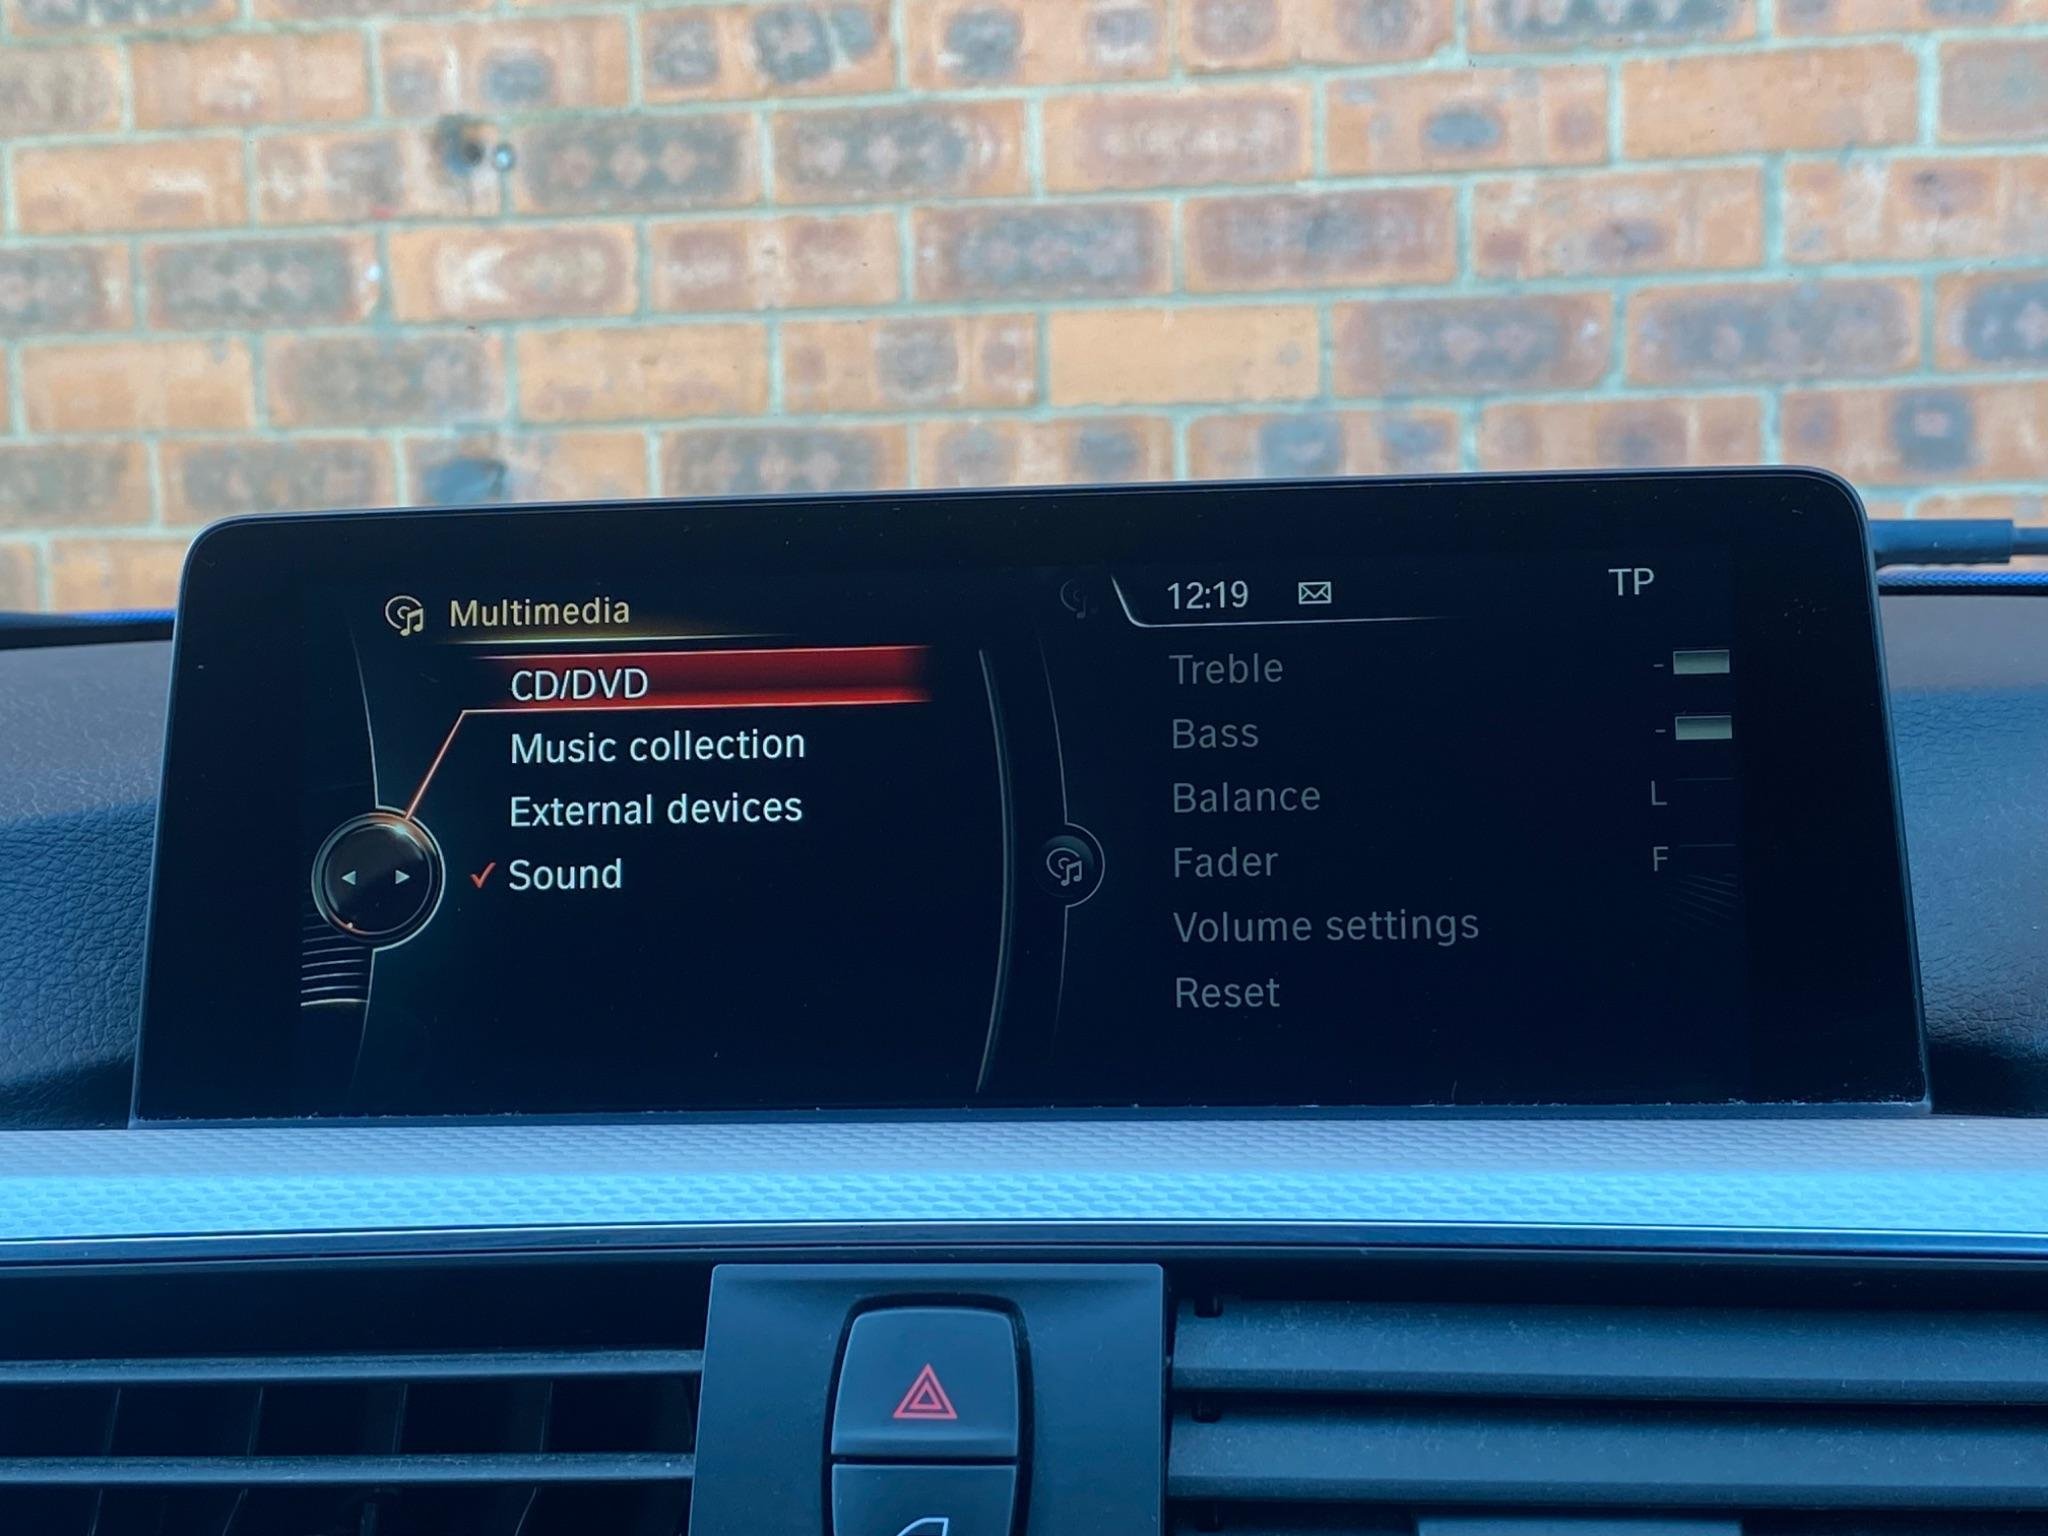 Multimedia
CD/DVD
Music collection
External devices
✓ Sound
12:19 TP
Treble -
Bass -
Balance L
Fader F
Volume settings
Reset